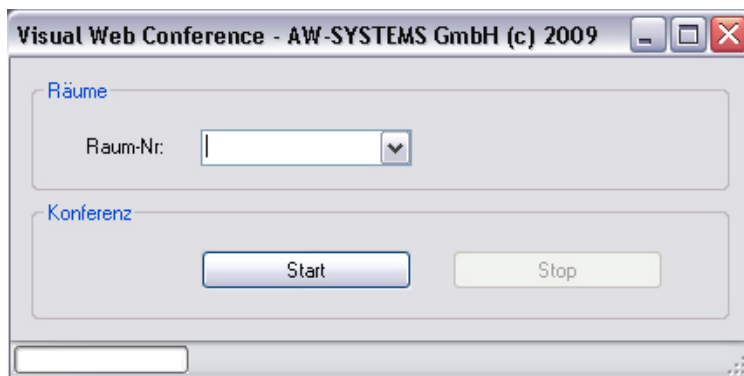 Visual Web Conference - AW-SYSTEMS GmbH (c) 2009
Räume
Raum-Nr:
Konferenz
Start Stop